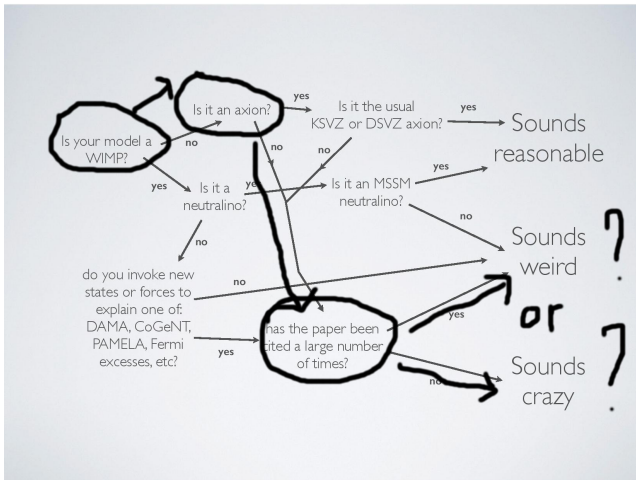 Is it an axion?
yes
Is it the usual
KSVZ or DSVZ axion?
yes
Sounds
reasonable
Is your model a
WIMP?
no
no
no
yes
Is it a
neutralino?
ye
Is it an MSSM
neutralino?
yes
no
no
Sounds
weird
?
do you invoke new
states or forces to
explain one of:
DAMA, CoGeNT,
PAMELA, Fermi
excesses, etc?
no
yes
has the paper been
cited a large number
of times?
yes
or
no
Sounds
crazy
?